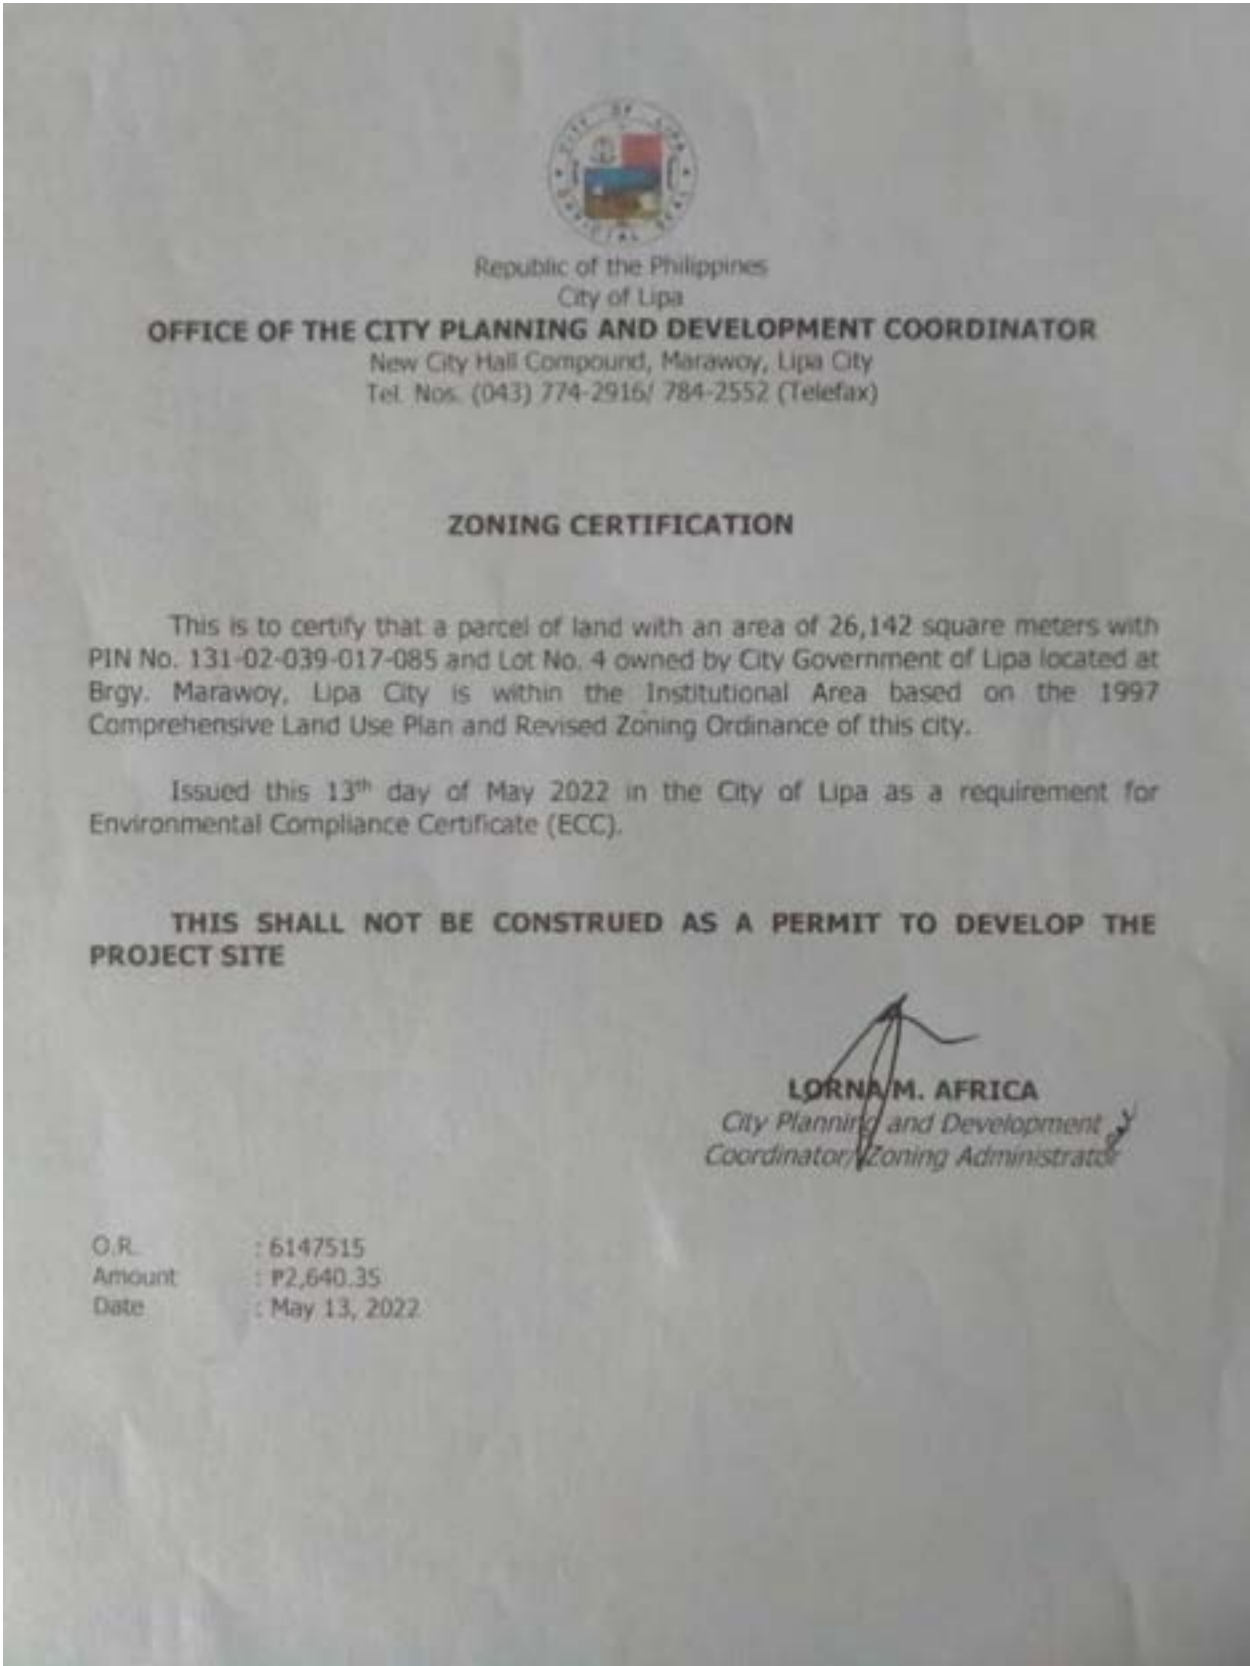 CITY OF LIPA
OFFICIAL SEAL
Republic of the Philippines
City of Lipa
OFFICE OF THE CITY PLANNING AND DEVELOPMENT COORDINATOR
New City Hall Compound, Marawoy, Lipa City
Tel. Nos. (043) 774-2916/ 784-2552 (Telefax)
ZONING CERTIFICATION
This is to certify that a parcel of land with an area of 26,142 square meters with
PIN No. 131-02-039-017-085 and Lot No. 4 owned by City Government of Lipa located at
Brgy. Marawoy, Lipa City is within the Institutional Area based on the 1997
Comprehensive Land Use Plan and Revised Zoning Ordinance of this city.
Issued this 13th day of May 2022 in the City of Lipa as a requirement for
Environmental Compliance Certificate (ECC).
THIS SHALL NOT BE CONSTRUED AS A PERMIT TO DEVELOP THE
PROJECT SITE
LORNA M. AFRICA
City Planning and Development
Coordinator/Zoning Administrator
O.R. : 6147515
Amount : ₱2,640.35
Date : May 13, 2022